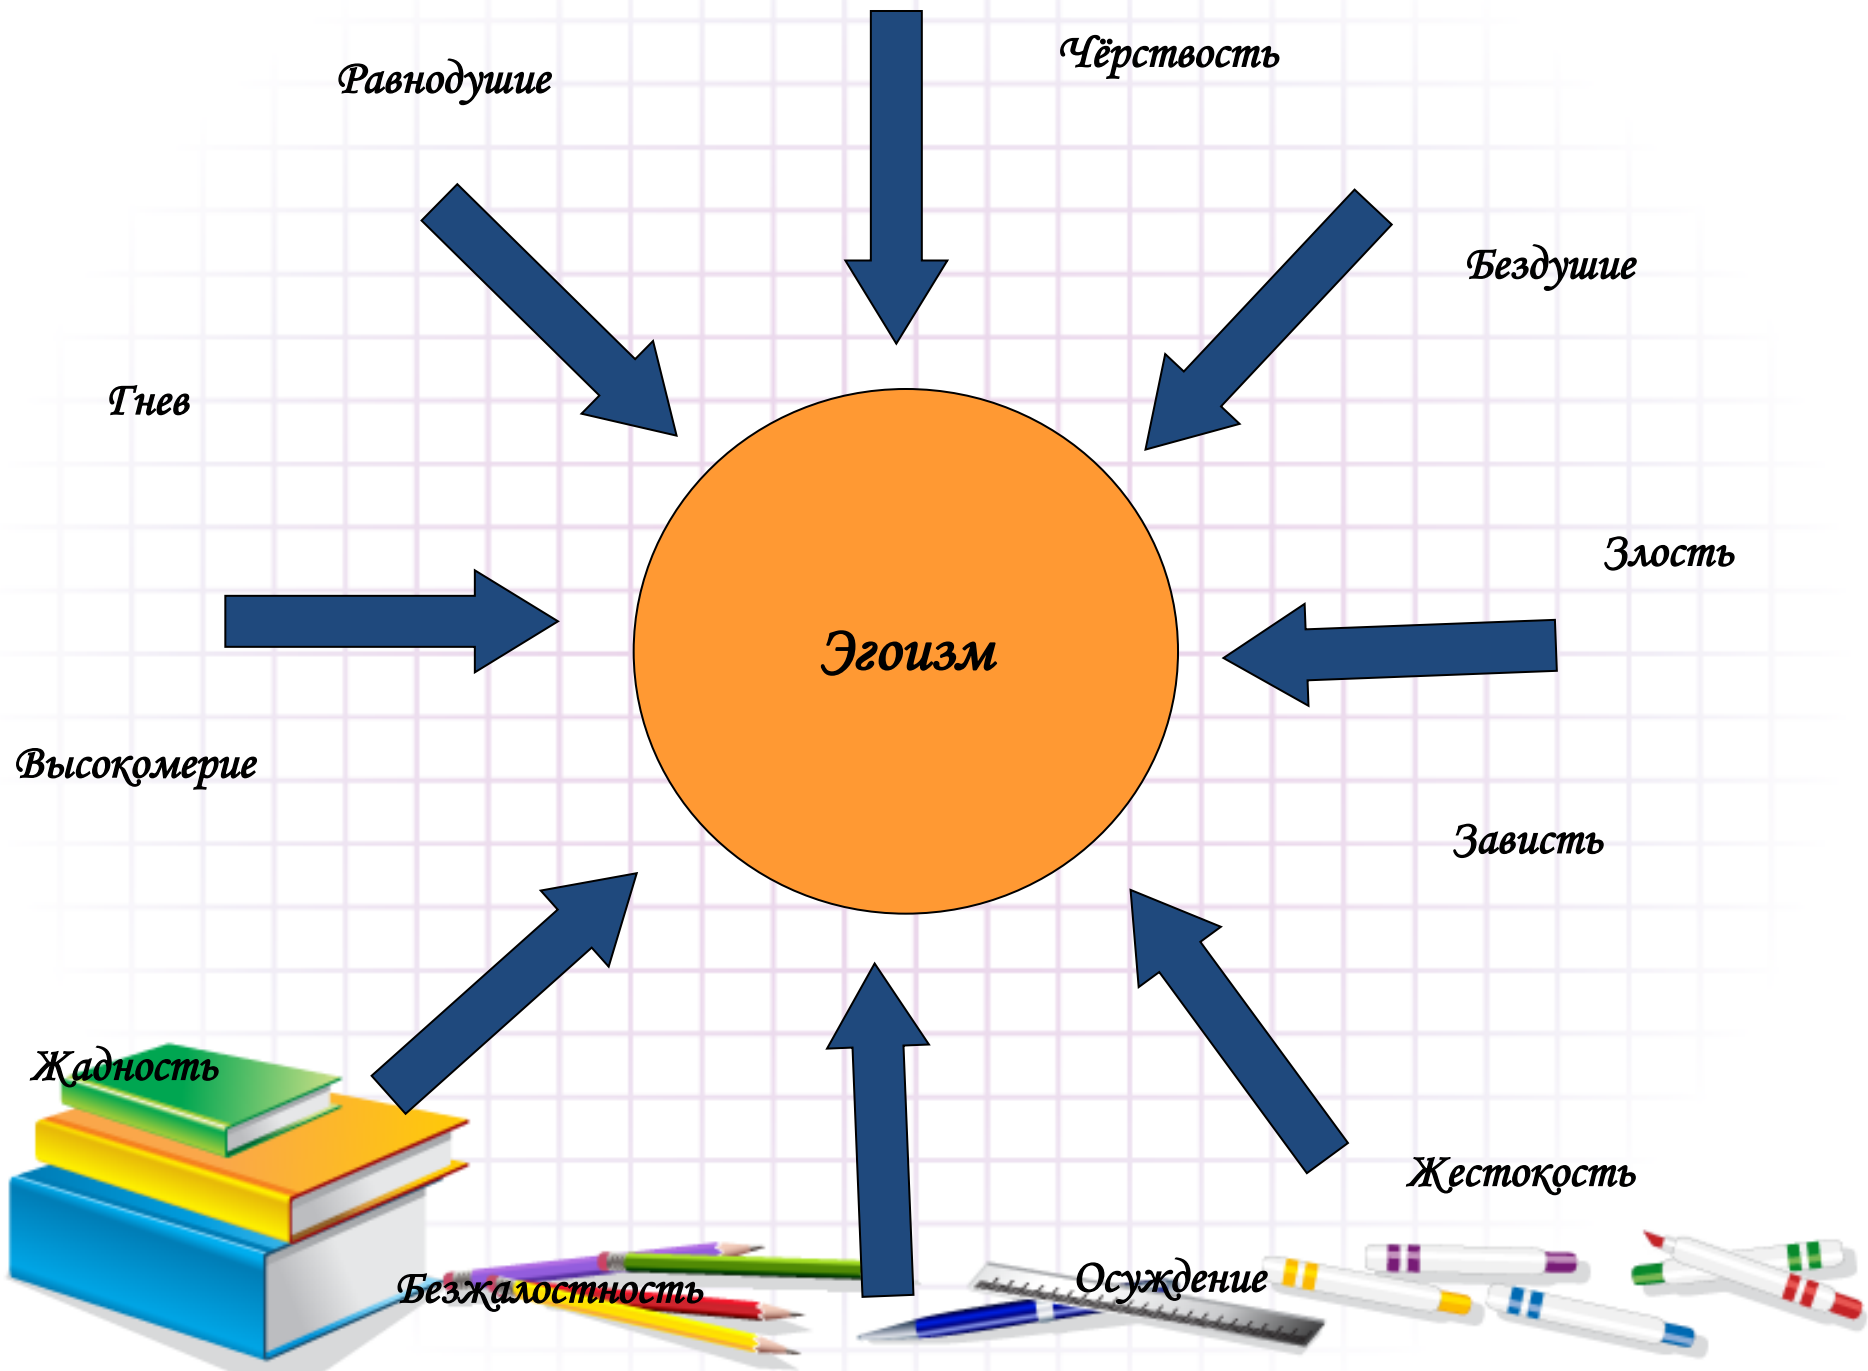 Чёрствость
Равнодушие
Бездушие
Гнев
Злость
Эгоизм
Высокомерие
Зависть
Жадность
Жестокость
Осуждение
Безжалостность